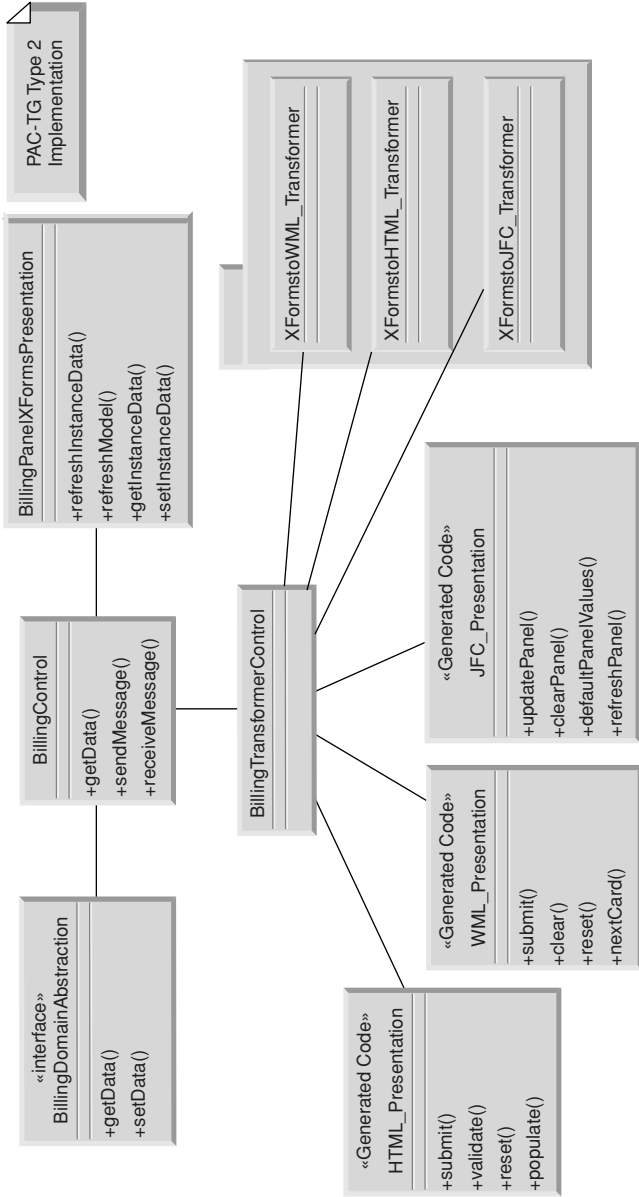 PAC-TG Type 2
Implementation
«interface»
BillingDomainAbstraction
+getData()
+setData()
BillingControl
+getData()
+sendMessage()
+receiveMessage()
BillingPanelXFormsPresentation
+refreshInstanceData()
+refreshModel()
+getInstanceData()
+setInstanceData()
BillingTransformerControl
XFormstoWML_Transformer
XFormstoHTML_Transformer
XFormstoJFC_Transformer
«Generated Code»
HTML_Presentation
+submit()
+validate()
+reset()
+populate()
«Generated Code»
WML_Presentation
+submit()
+clear()
+reset()
+nextCard()
«Generated Code»
JFC_Presentation
+updatePanel()
+clearPanel()
+defaultPanelValues()
+refreshPanel()